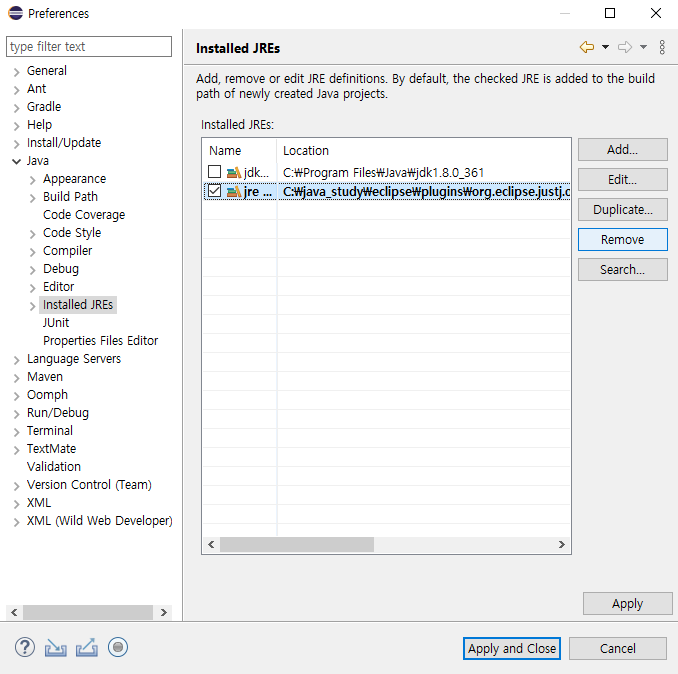 Preferences
type filter text
General
Ant
Gradle
Help
Install/Update
Java
Appearance
Build Path
Code Coverage
Code Style
Compiler
Debug
Editor
Installed JREs
JUnit
Properties Files Editor
Language Servers
Maven
Oomph
Run/Debug
Terminal
TextMate
Validation
Version Control (Team)
XML
XML (Wild Web Developer)
Installed JREs
Add, remove or edit JRE definitions. By default, the checked JRE is added to the build
path of newly created Java projects.
Installed JREs:
Name Location
jdk... C:₩Program Files₩Java₩jdk1.8.0_361
jre ... C:₩java_study₩eclipse₩plugins₩org.eclipse.justj.o
Add...
Edit...
Duplicate...
Remove
Search...
Apply
? Apply and Close Cancel